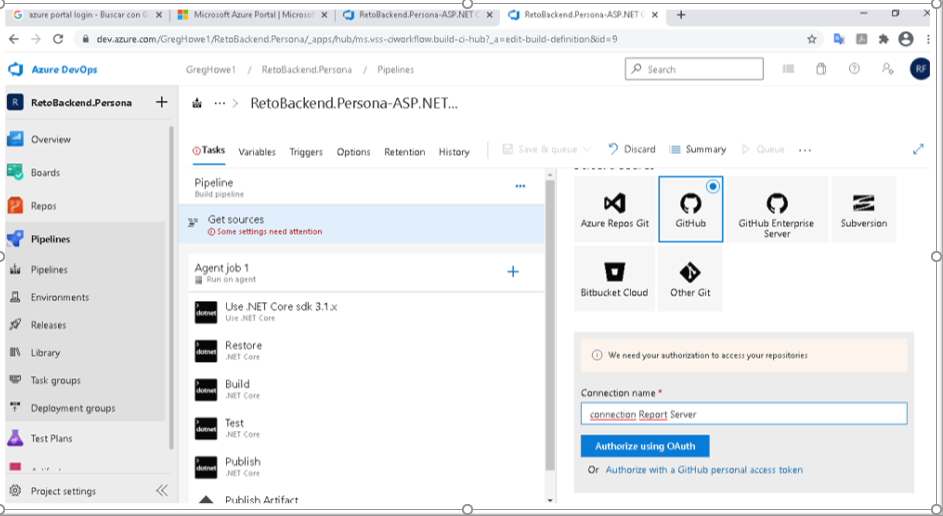 azure portal login - Buscar con G
Microsoft Azure Portal | Microsof
RetoBackend.Persona-ASP.NET C
RetoBackend.Persona-ASP.NET C
dev.azure.com/GregHowe1/RetoBackend.Persona/_apps/hub/ms.vss-ciworkflow.build-ci-hub?_a=edit-build-definition&id=9
Azure DevOps
GregHowe1 / RetoBackend.Persona / Pipelines
Search
RF
R RetoBackend.Persona
... > RetoBackend.Persona-ASP.NET...
Overview
Boards
Repos
Pipelines
Pipelines
Environments
Releases
Library
Task groups
Deployment groups
Test Plans
Project settings
Tasks Variables Triggers Options Retention History
Save & queue Discard Summary Queue ...
Pipeline
Build pipeline
Get sources
Some settings need attention
Agent job 1
Run on agent
dotnet Use .NET Core sdk 3.1.x
Use .NET Core
dotnet Restore
.NET Core
dotnet Build
.NET Core
dotnet Test
.NET Core
dotnet Publish
.NET Core
Publish Artifact
Azure Repos Git
GitHub
GitHub Enterprise
Server
Subversion
Bitbucket Cloud
Other Git
We need your authorization to access your repositories
Connection name *
connection Report Server
Authorize using OAuth
Or Authorize with a GitHub personal access token